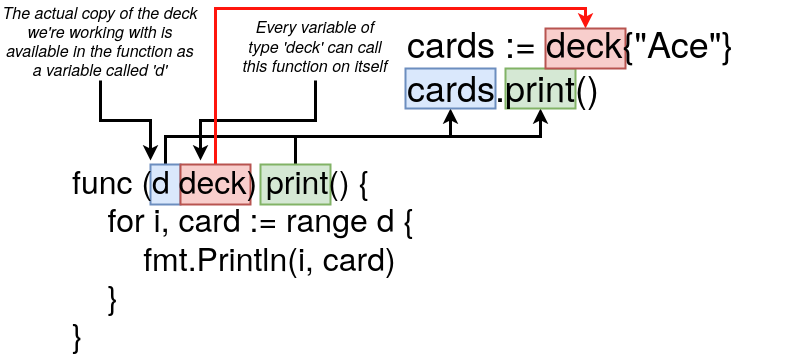 The actual copy of the deck
we're working with is
available in the function as
a variable called 'd'
Every variable of
type 'deck' can call
this function on itself
cards := deck{"Ace"}
cards.print()
func (d deck) print() {
for i, card := range d {
fmt.Println(i, card)
}
}